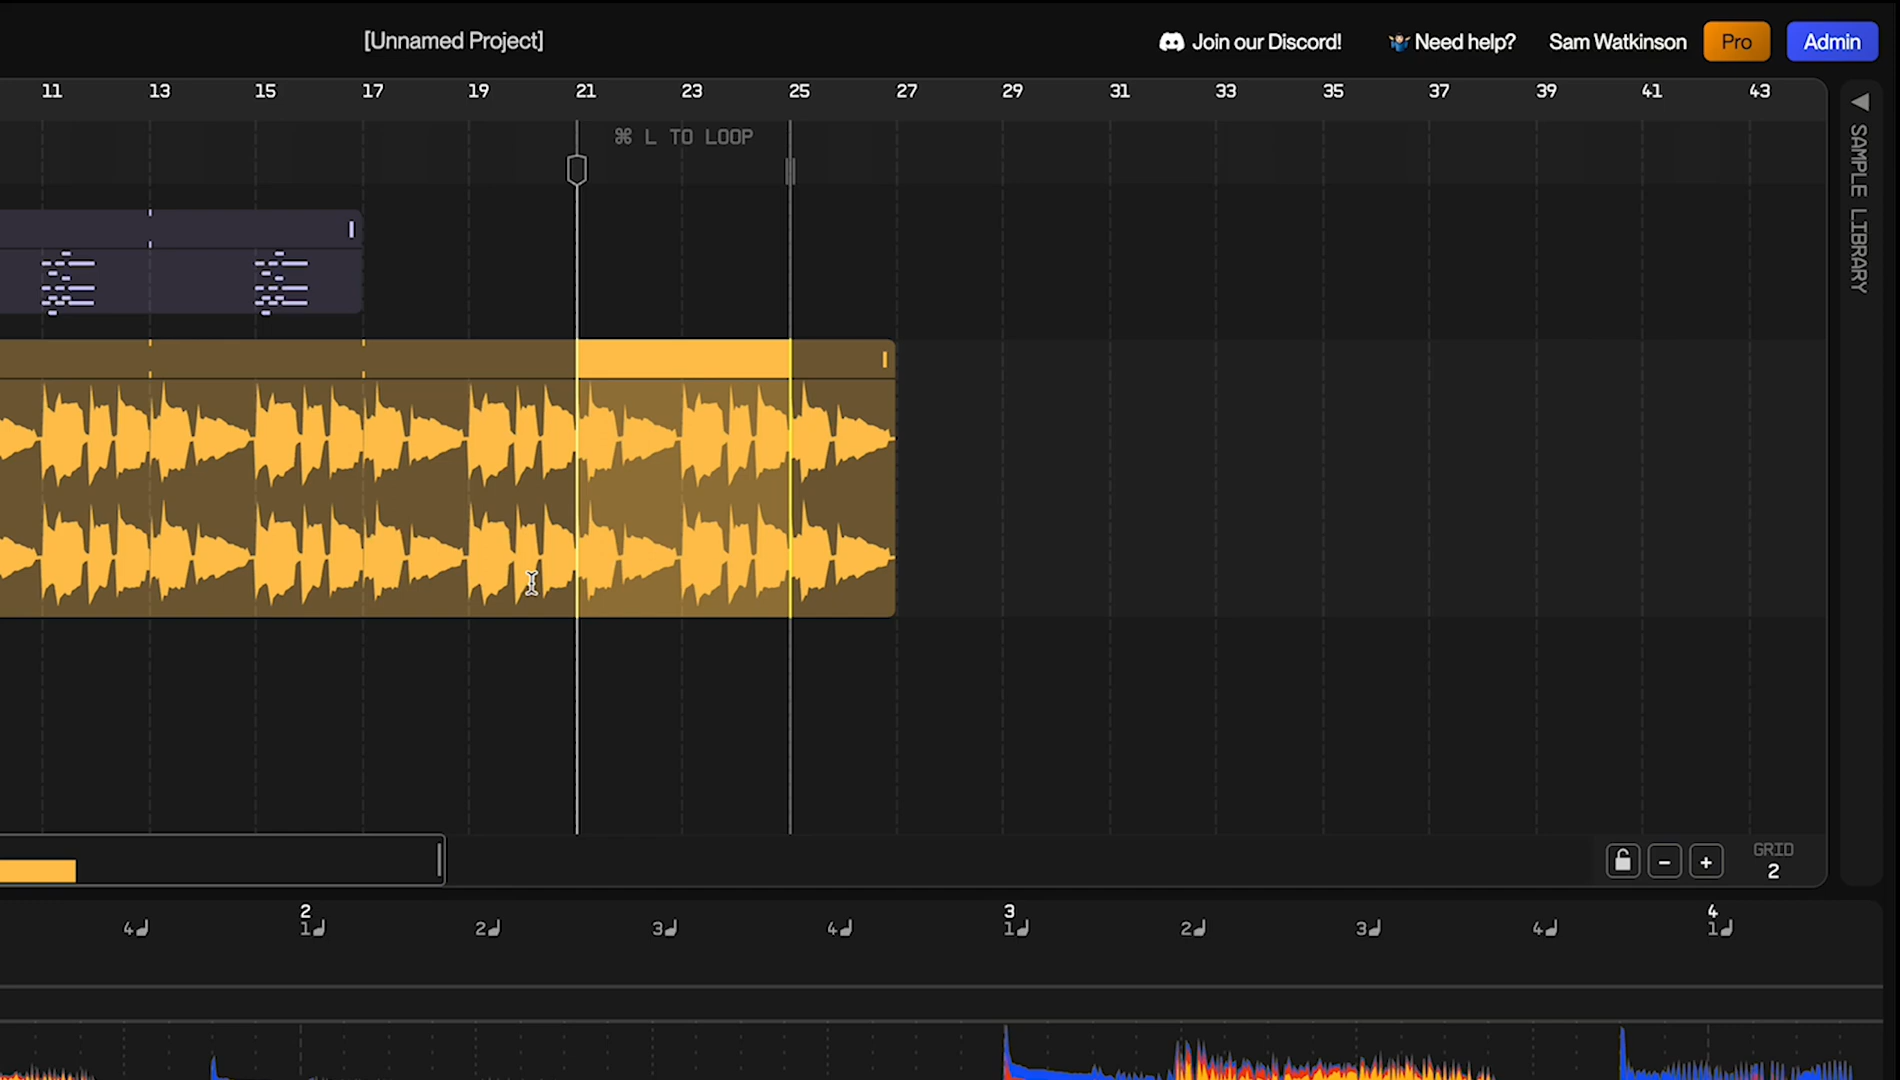 [Unnamed Project]
Join our Discord!
Need help?
Sam Watkinson
Pro
Admin
11 13 15 17 19 21 23 25 27 29 31 33 35 37 39 41 43
⌘ L TO LOOP
SAMPLE LIBRARY
GRID
2
2 3 4
4 1 2 3 4 1 2 3 4 1